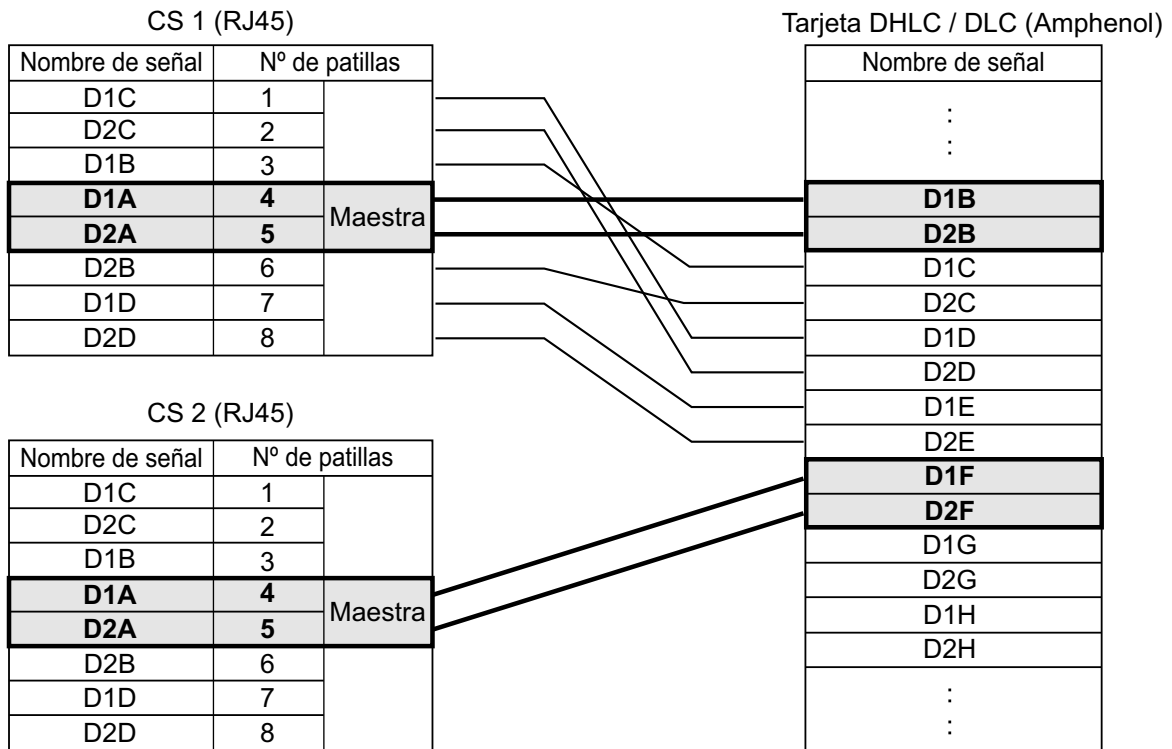 CS 1 (RJ45)
Nombre de señal Nº de patillas
D1C 1
D2C 2
D1B 3
D1A 4 Maestra
D2A 5
D2B 6
D1D 7
D2D 8
CS 2 (RJ45)
Nombre de señal Nº de patillas
D1C 1
D2C 2
D1B 3
D1A 4 Maestra
D2A 5
D2B 6
D1D 7
D2D 8
Tarjeta DHLC / DLC (Amphenol)
Nombre de señal
:
:
D1B
D2B
D1C
D2C
D1D
D2D
D1E
D2E
D1F
D2F
D1G
D2G
D1H
D2H
:
: